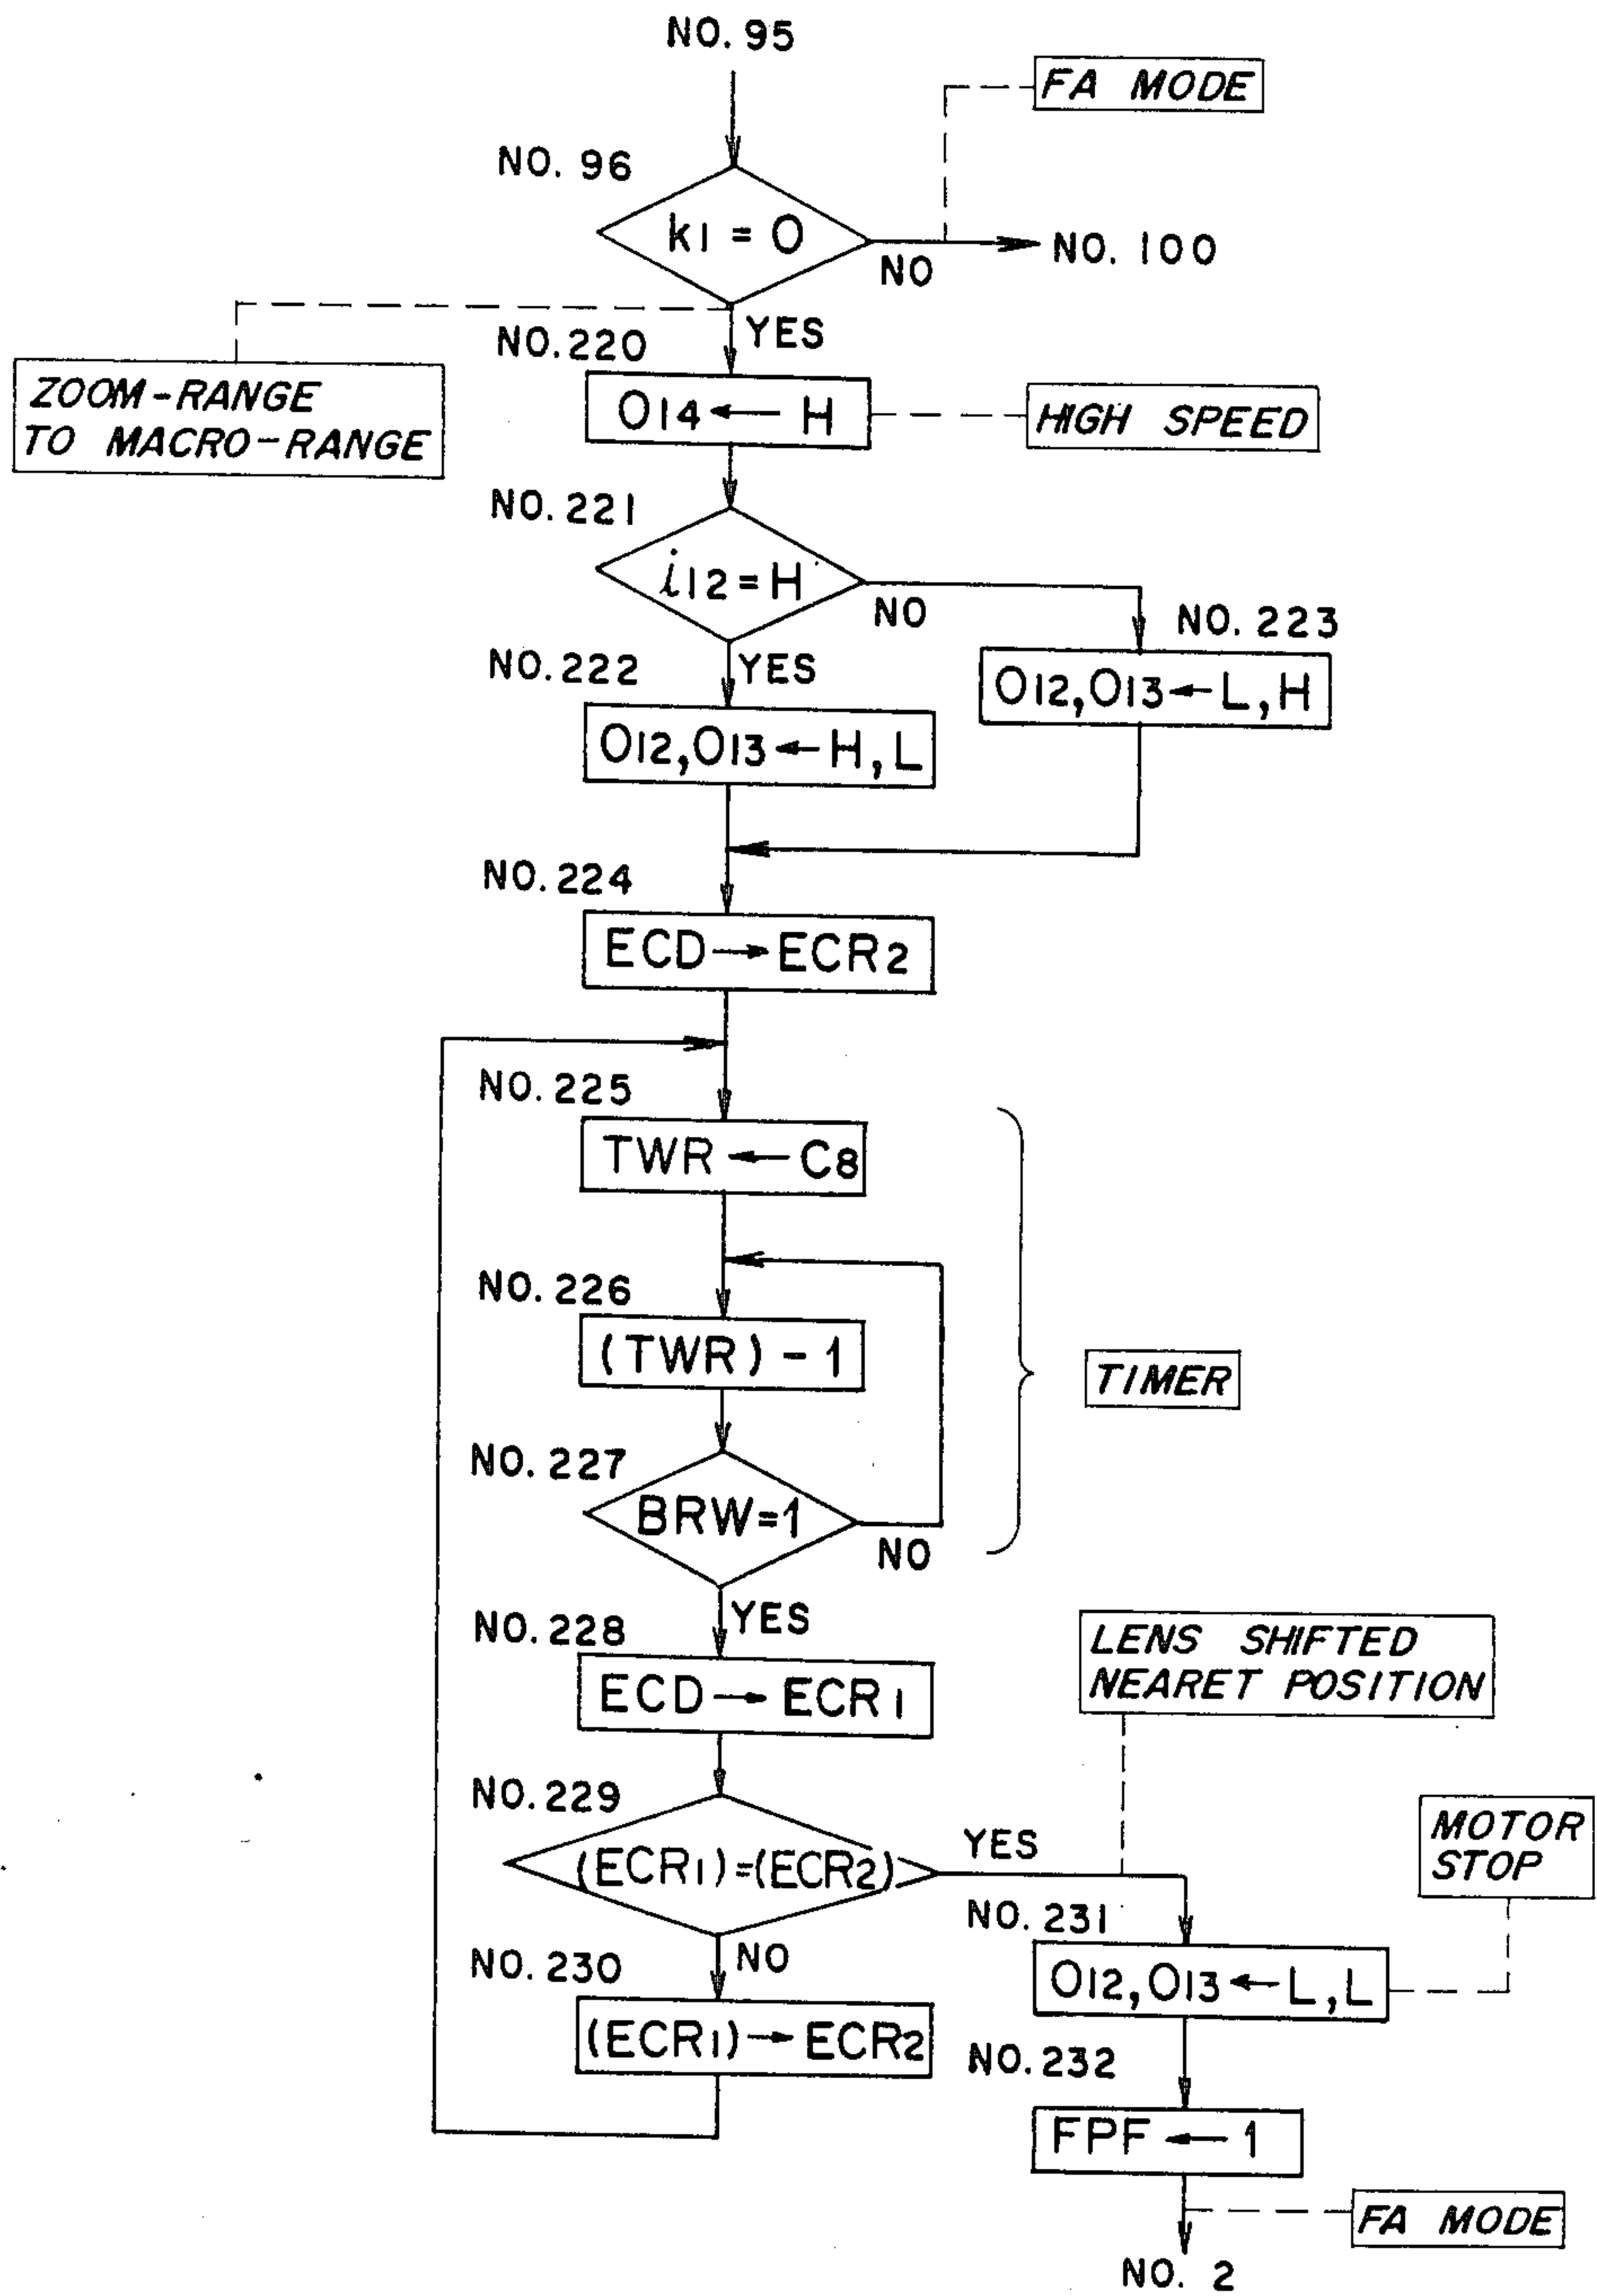 NO. 95
FA MODE
NO. 96
k1 = 0
NO
NO. 100
YES
NO. 220
ZOOM-RANGE
TO MACRO-RANGE
O14 ← H
HIGH SPEED
NO. 221
i12 = H
NO
NO. 223
NO. 222
YES
O12, O13 ← L, H
O12, O13 ← H, L
NO. 224
ECD → ECR2
NO. 225
TWR ← C8
NO. 226
(TWR) - 1
TIMER
NO. 227
BRW = 1
NO
YES
NO. 228
LENS SHIFTED
NEARET POSITION
ECD → ECR1
NO. 229
(ECR1) = (ECR2)
YES
MOTOR
STOP
NO. 231
NO
NO. 230
O12, O13 ← L, L
(ECR1) → ECR2
NO. 232
FPF ← 1
FA MODE
NO. 2